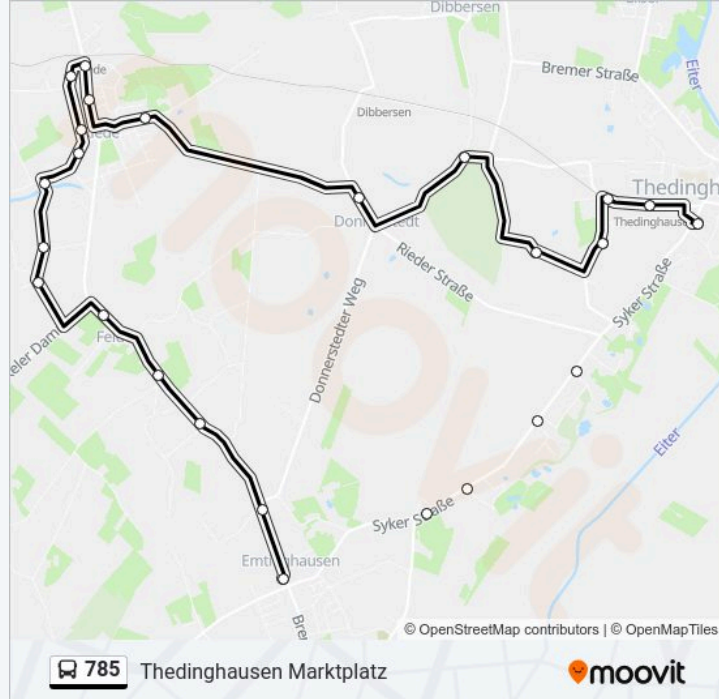 Dibbersen
Bremer Straße
Eiter
Dibbersen
Thedingh
Thedinghause
Rieder Straße
Syker Straße
Donnerstedter Weg
Eiter
Syker Straße
Emtinghausen
© OpenStreetMap contributors | © OpenMapTiles
785 Thedinghausen Marktplatz
moovit